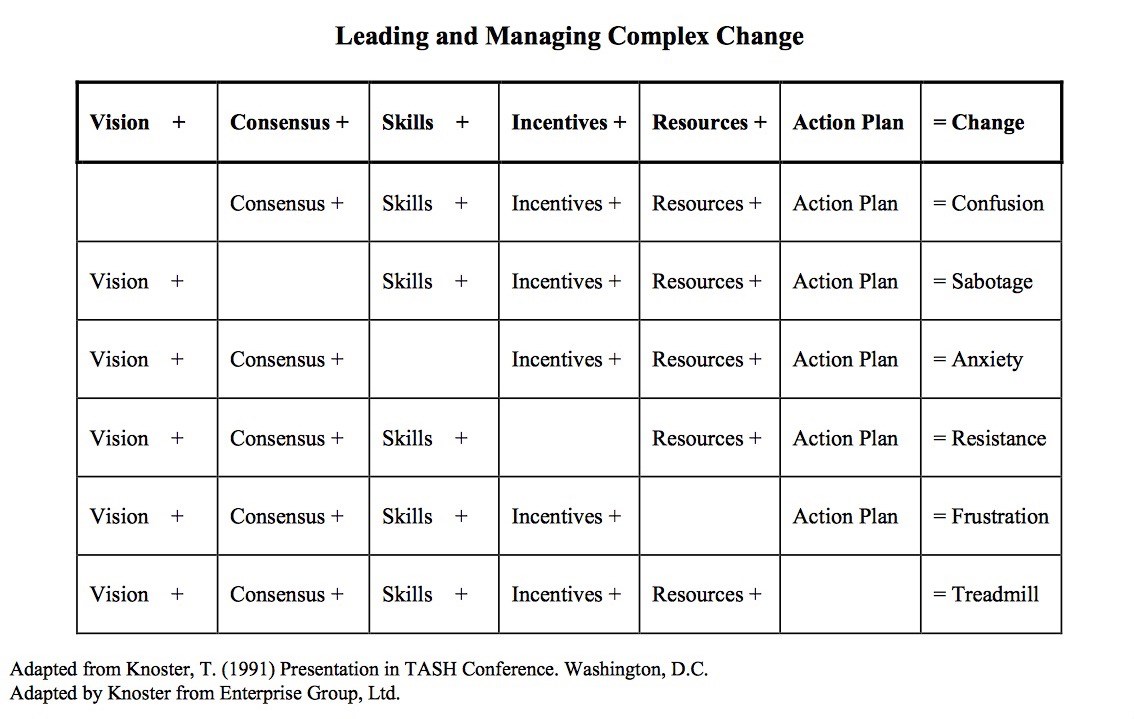 Leading and Managing Complex Change
Vision + Consensus + Skills + Incentives + Resources + Action Plan = Change
Consensus + Skills + Incentives + Resources + Action Plan = Confusion
Vision + Skills + Incentives + Resources + Action Plan = Sabotage
Vision + Consensus + Incentives + Resources + Action Plan = Anxiety
Vision + Consensus + Skills + Resources + Action Plan = Resistance
Vision + Consensus + Skills + Incentives + Action Plan = Frustration
Vision + Consensus + Skills + Incentives + Resources + = Treadmill
Adapted from Knoster, T. (1991) Presentation in TASH Conference. Washington, D.C.
Adapted by Knoster from Enterprise Group, Ltd.